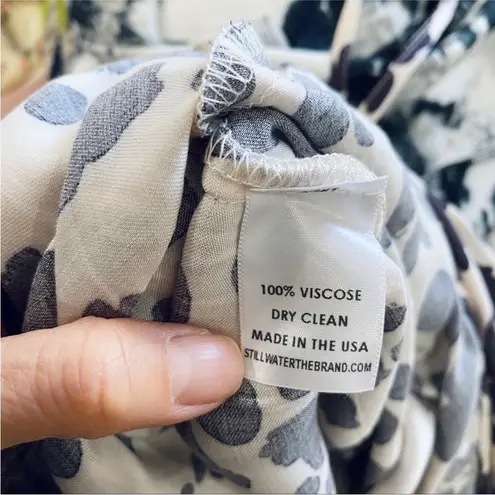 100% VISCOSE
DRY CLEAN
MADE IN THE USA
STILLWATERTHEBRAND.COM